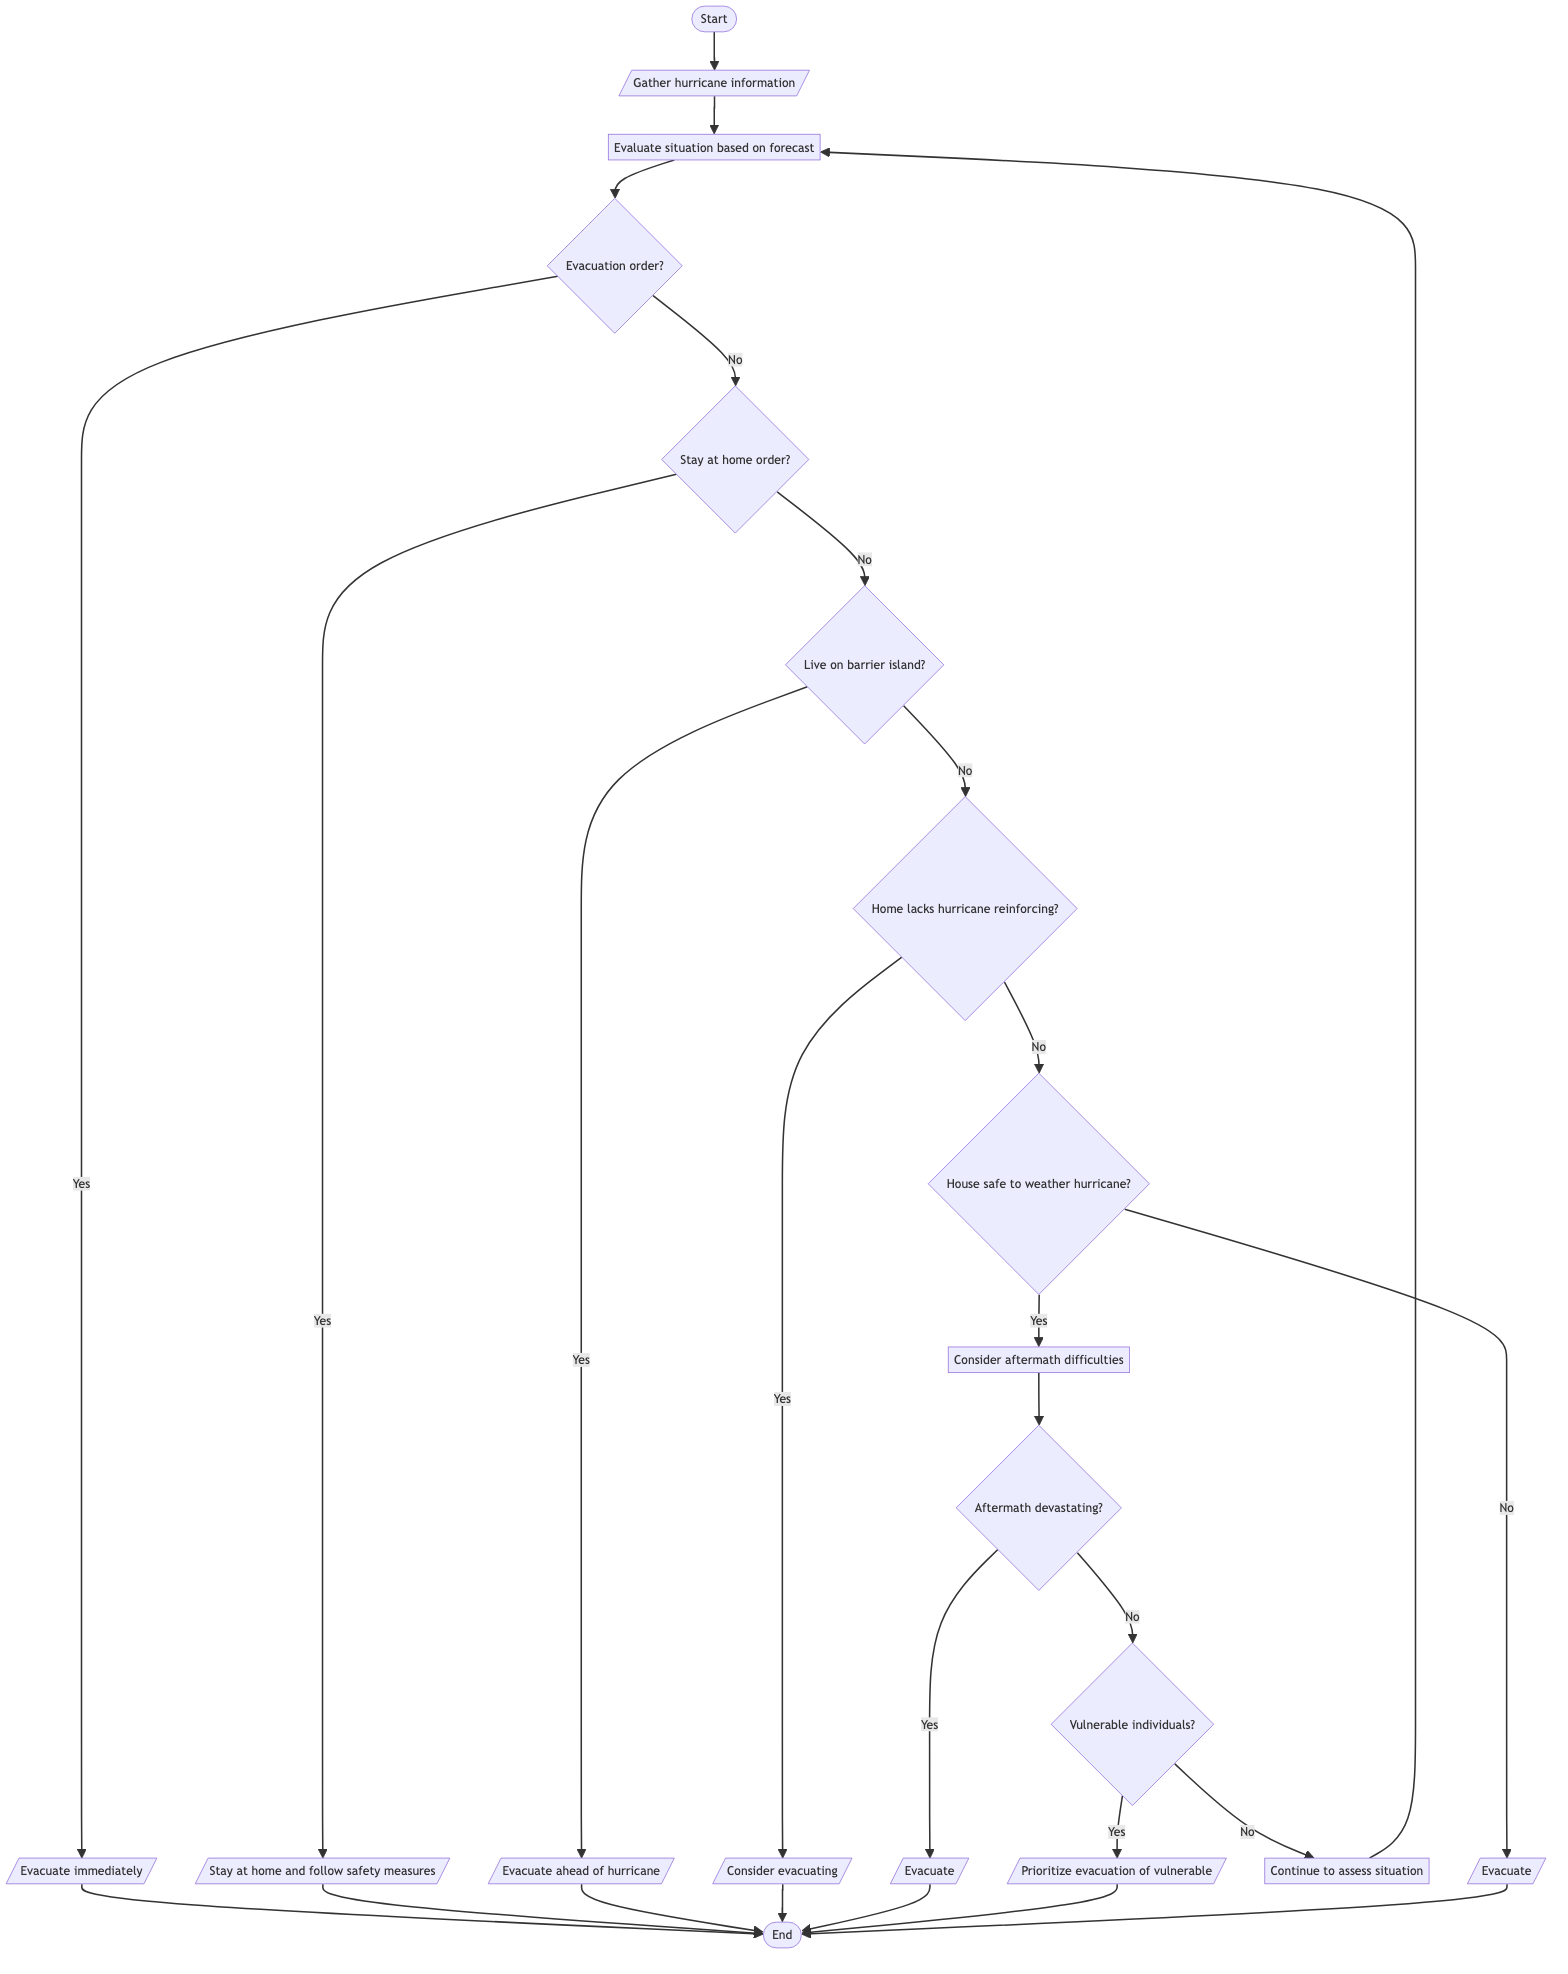 Start
Gather hurricane information
Evaluate situation based on forecast
Evacuation order?
No
Stay at home order?
No
Live on barrier island?
No
Home lacks hurricane reinforcing?
No
House safe to weather hurricane?
Yes
Yes
Yes
Consider aftermath difficulties
Yes
Yes
Aftermath devastating?
No
No
Yes
Vulnerable individuals?
Yes
No
Evacuate immediately
Stay at home and follow safety measures
Evacuate ahead of hurricane
Consider evacuating
Evacuate
Prioritize evacuation of vulnerable
Continue to assess situation
Evacuate
End